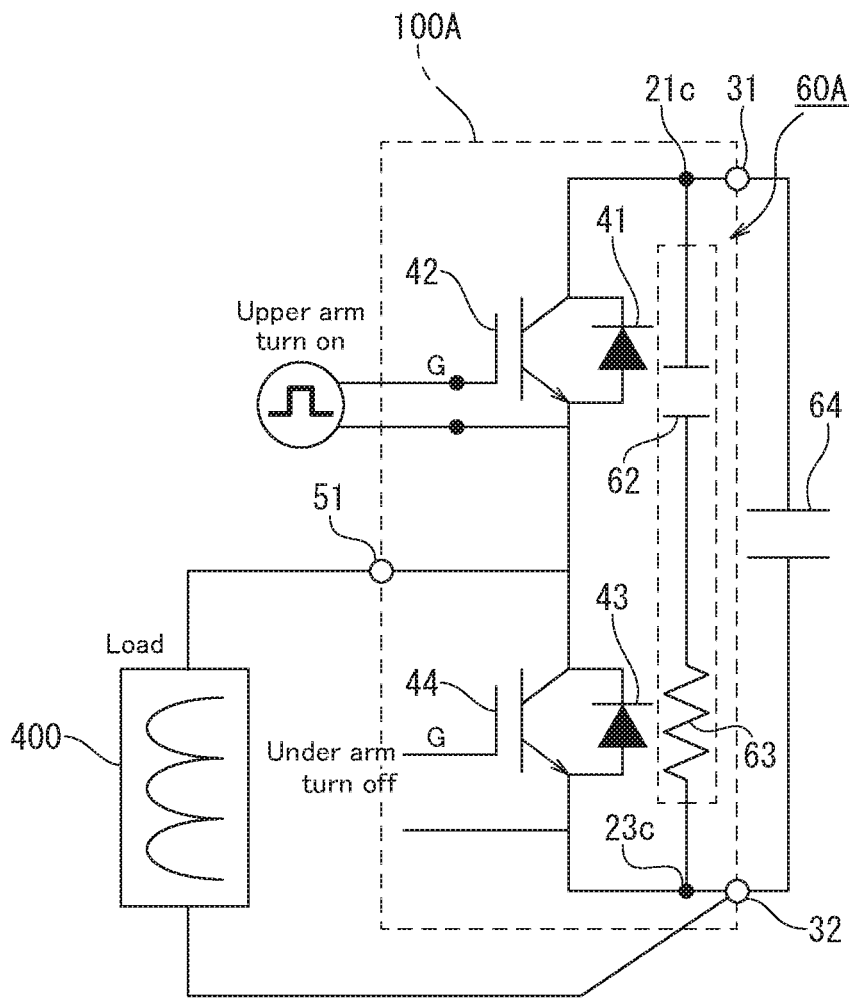 100A
21c
31
60A
41
42
Upper arm
turn on
G
64
62
51
43
Load
44
400
G
Under arm
turn off
63
23c
32